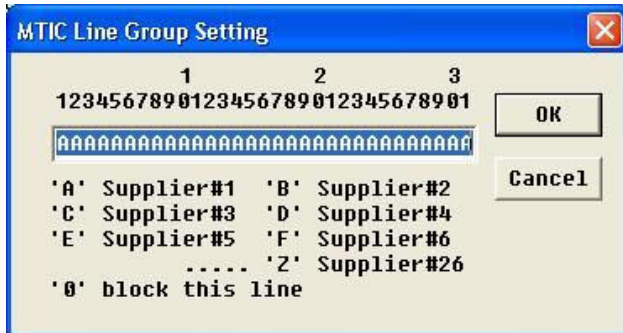 MTIC Line Group Setting
1 2 3
1234567890123456789012345678901
AAAAAAAAAAAAAAAAAAAAAAAAAAAAAAA
OK
'A' Supplier#1 'B' Supplier#2
Cancel
'C' Supplier#3 'D' Supplier#4
'E' Supplier#5 'F' Supplier#6
..... 'Z' Supplier#26
'0' block this line